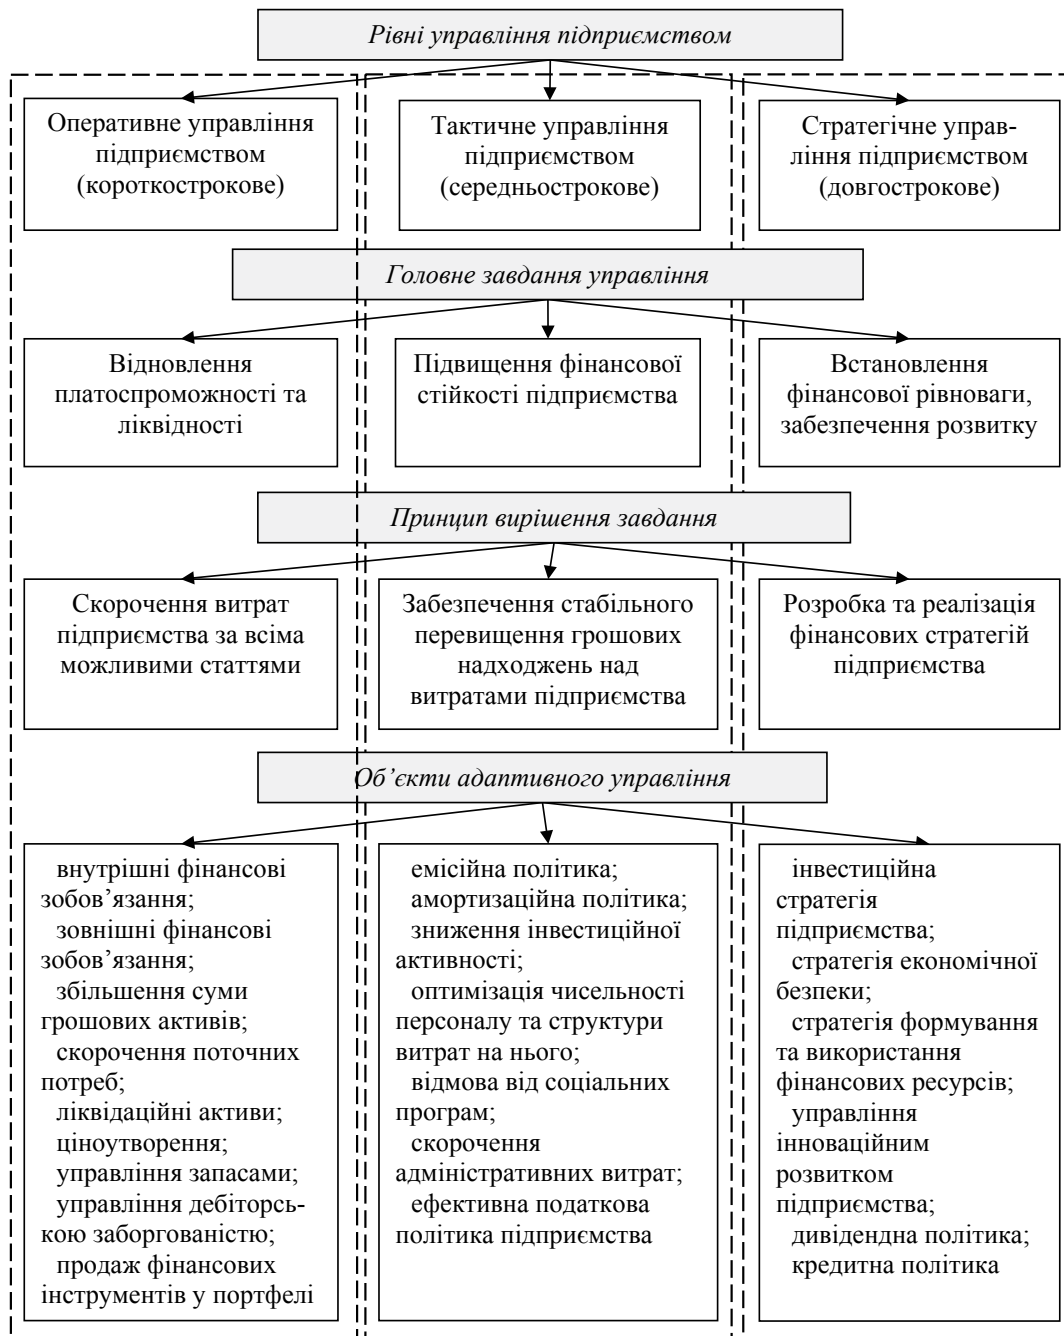 Рівні управління підприємством
Оперативне управління
підприємством
(короткострокове)
Тактичне управління
підприємством
(середньострокове)
Стратегічне управ-
ління підприємством
(довгострокове)
Головне завдання управління
Відновлення
платоспроможності та
ліквідності
Підвищення фінансової
стійкості підприємства
Встановлення
фінансової рівноваги,
забезпечення розвитку
Принцип вирішення завдання
Скорочення витрат
підприємства за всіма
можливими статтями
Забезпечення стабільного
перевищення грошових
надходжень над
витратами підприємства
Розробка та реалізація
фінансових стратегій
підприємства
Об’єкти адаптивного управління
внутрішні фінансові
зобов’язання;
зовнішні фінансові
зобов’язання;
збільшення суми
грошових активів;
скорочення поточних
потреб;
ліквідаційні активи;
ціноутворення;
управління запасами;
управління дебіторсь-
кою заборгованістю;
продаж фінансових
інструментів у портфелі
емісійна політика;
амортизаційна політика;
зниження інвестиційної
активності;
оптимізація чисельності
персоналу та структури
витрат на нього;
відмова від соціальних
програм;
скорочення
адміністративних витрат;
ефективна податкова
політика підприємства
інвестиційна
стратегія
підприємства;
стратегія економічної
безпеки;
стратегія формування
та використання
фінансових ресурсів;
управління
інноваційним
розвитком
підприємства;
дивідендна політика;
кредитна політика